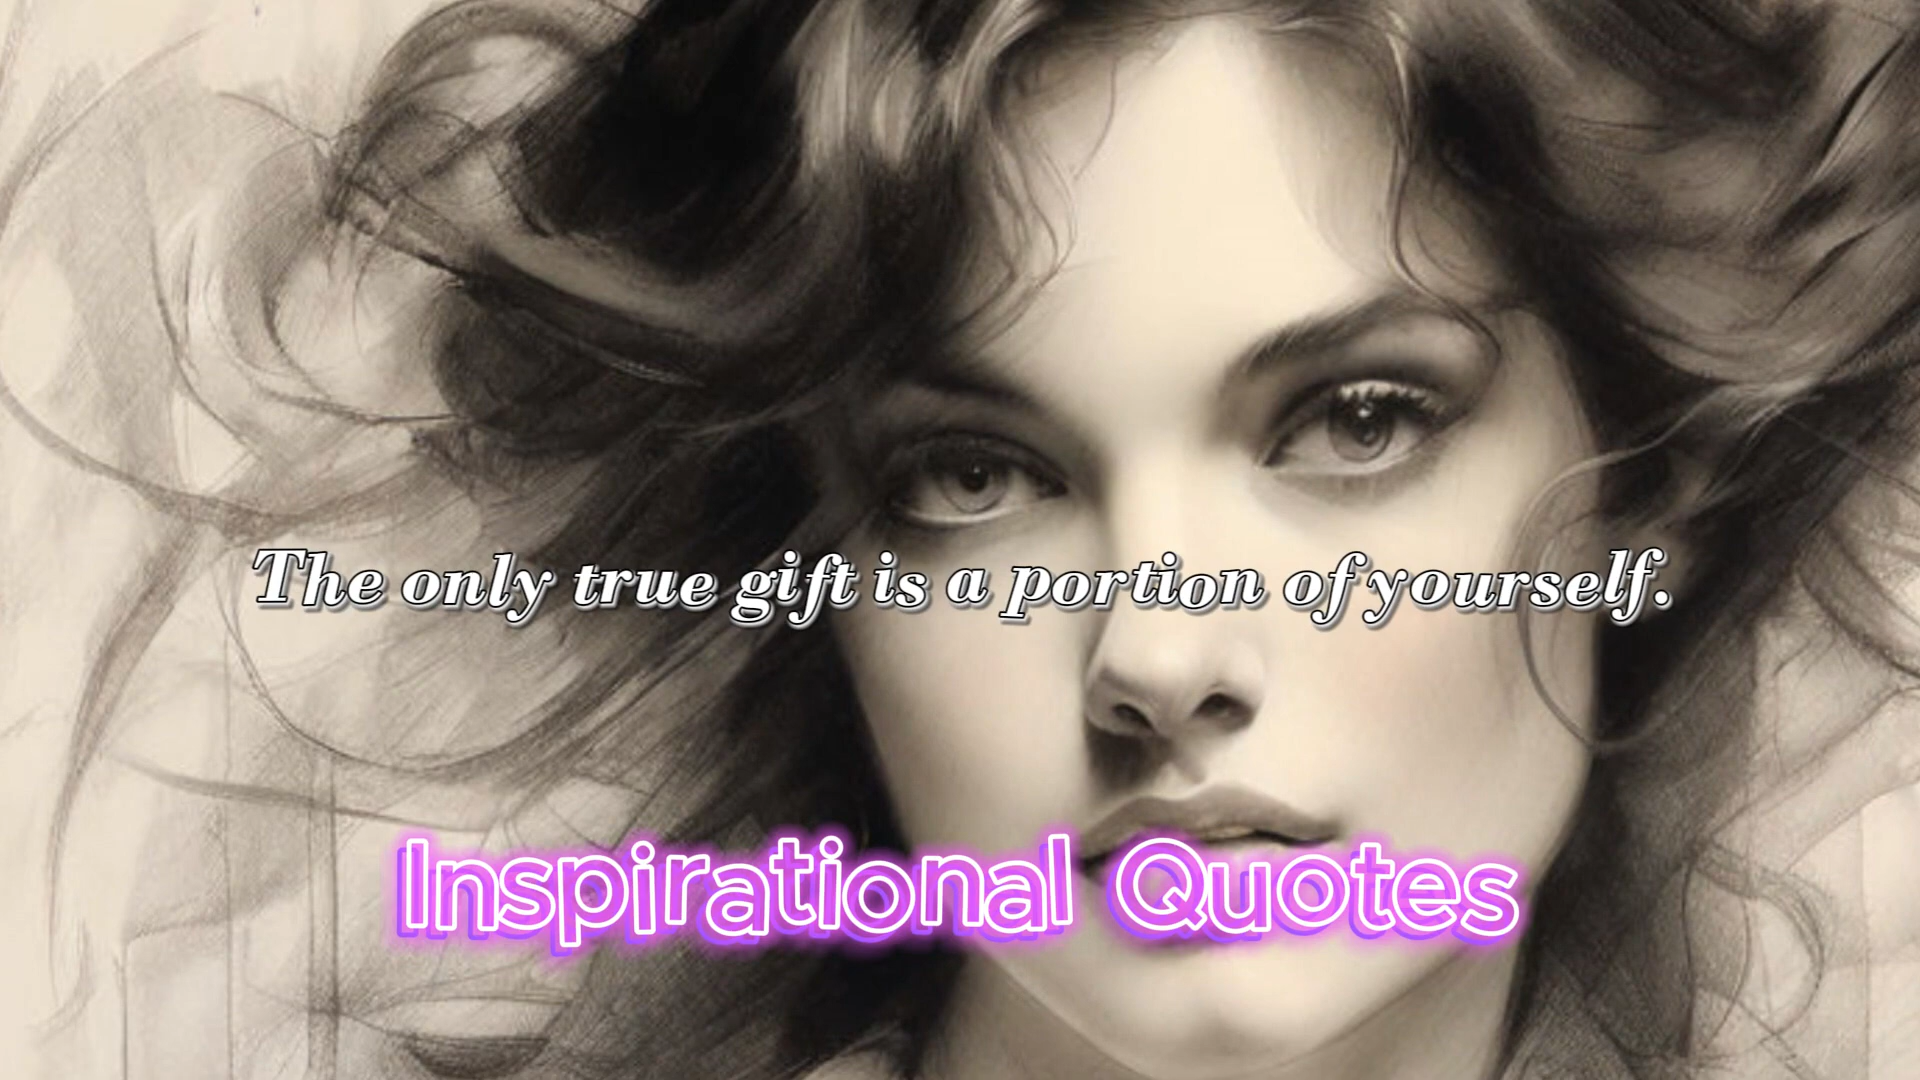 The only true gift is a portion of yourself.
Inspirational Quotes